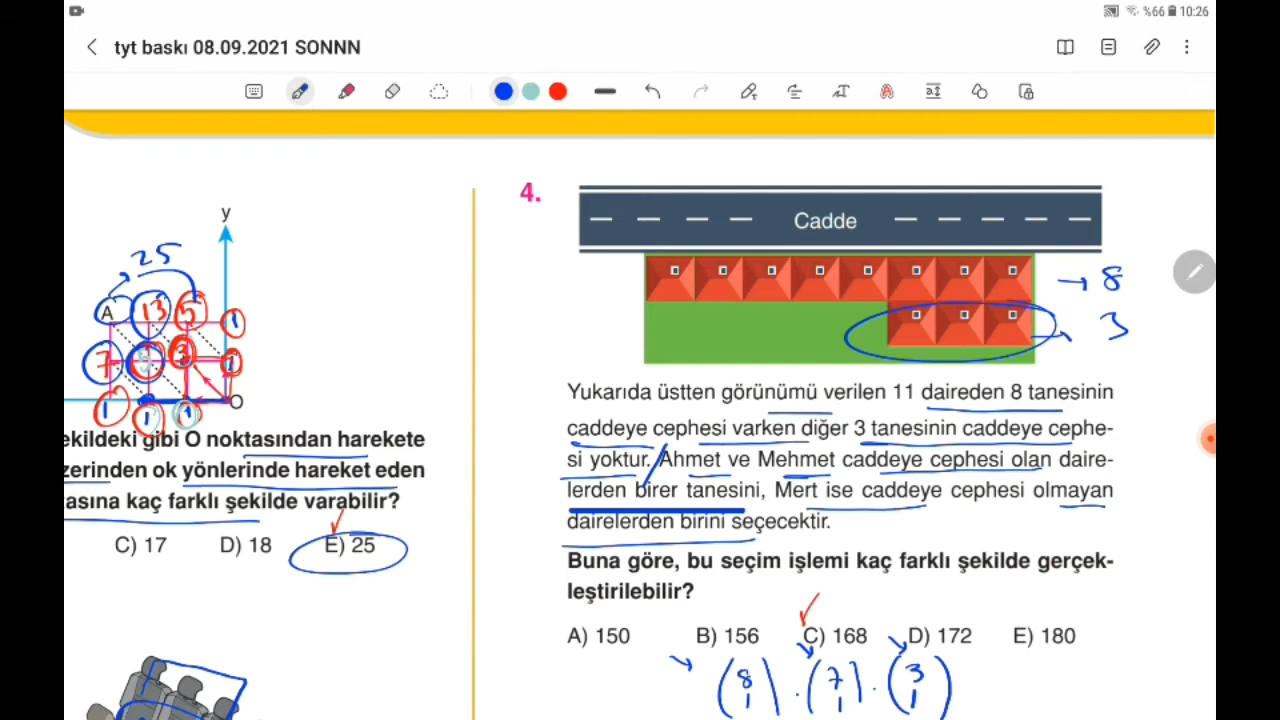 %66 10:26
tyt baskı 08.09.2021 SONNN
y
25
A 13 5 1
7 3 1
1 1 1 O
ekildeki gibi O noktasından harekete
zerinden ok yönlerinde hareket eden
asına kaç farklı şekilde varabilir?
C) 17 D) 18 E) 25
4.
Cadde
→ 8
→ 3
Yukarıda üstten görünümü verilen 11 daireden 8 tanesinin
caddeye cephesi varken diğer 3 tanesinin caddeye cephe-
si yoktur. Ahmet ve Mehmet caddeye cephesi olan daire-
lerden birer tanesini, Mert ise caddeye cephesi olmayan
dairelerden birini seçecektir.
Buna göre, bu seçim işlemi kaç farklı şekilde gerçek-
leştirilebilir?
A) 150 B) 156 C) 168 D) 172 E) 180
(8 1) . (7 1) . (3 1)